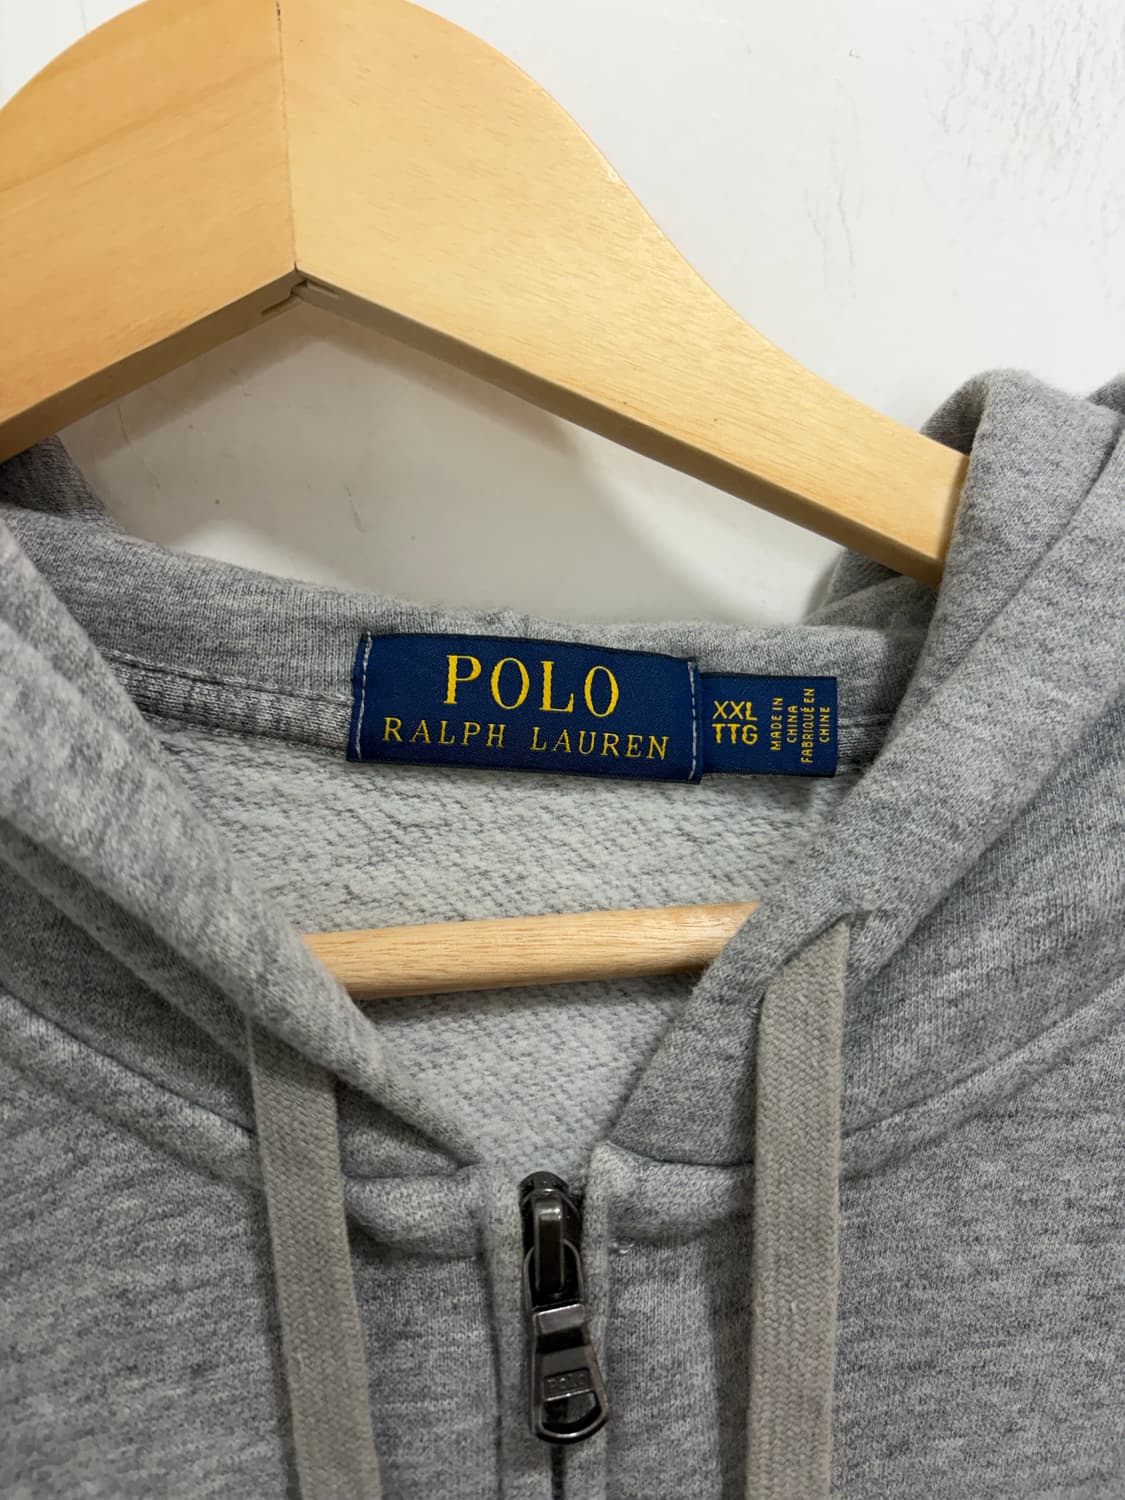 POLO
RALPH LAUREN
XXL
TTG
MADE IN
CHINA
FABRIQUÉ EN
CHINE